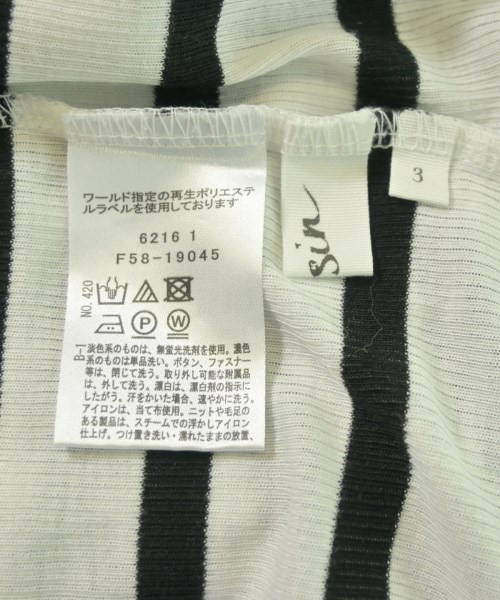 ワールド指定の再生ポリエステ
ルラベルを使用しております
6216 1
F58-19045
NO. 420
P
W
B-1
淡色系のものは、無蛍光洗剤を使用。濃色
系のものは単品洗い。ボタン、ファスナー
等は、閉じて洗う。取り外し可能な附属品
は、外して洗う。漂白は、漂白剤の指示に
したがう。汗をかいた場合、速やかに洗う。
アイロンは、当て布使用。ニットや毛足の
ある製品は、スチームでの浮かしアイロン
仕上げ。つけ置き洗い・濡れたままの放置、
sin
3